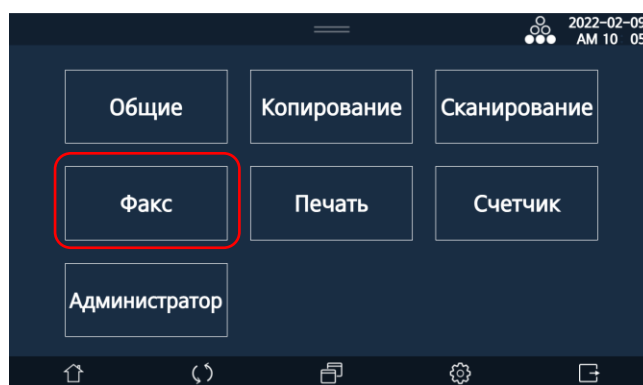 2022-02-09
AM 10 05
Общие Копирование Сканирование
Факс Печать Счетчик
Администратор